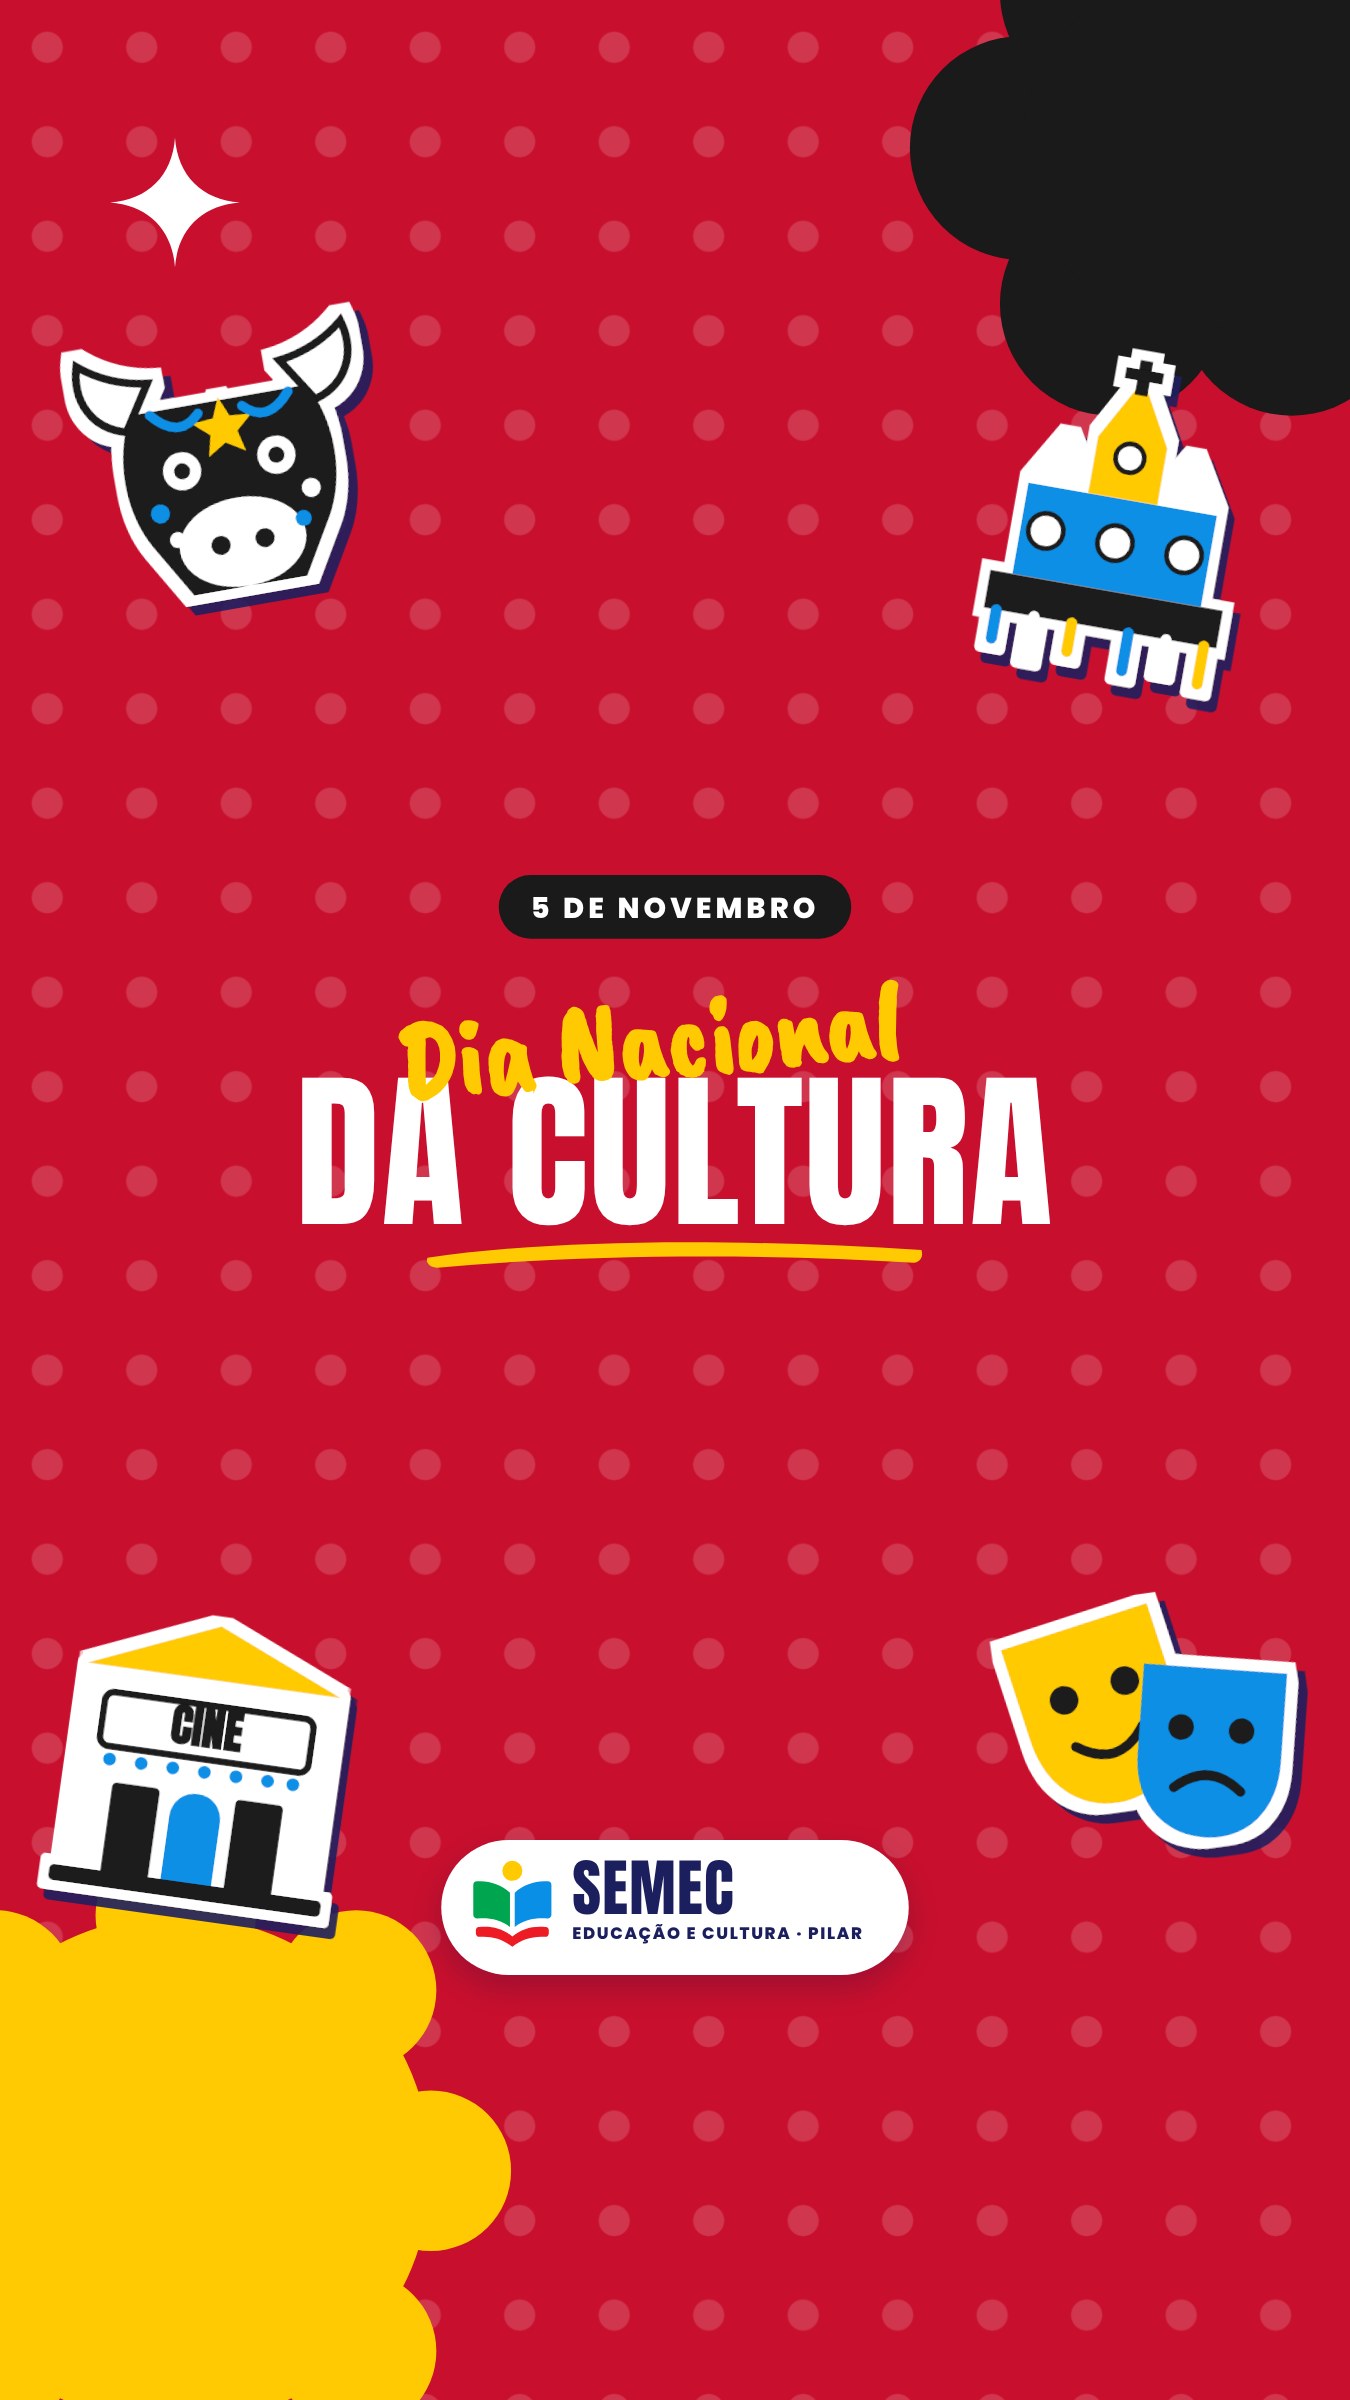 5 DE NOVEMBRO
Dia Nacional
DA CULTURA
CINE
SEMEC
EDUCAÇÃO E CULTURA · PILAR